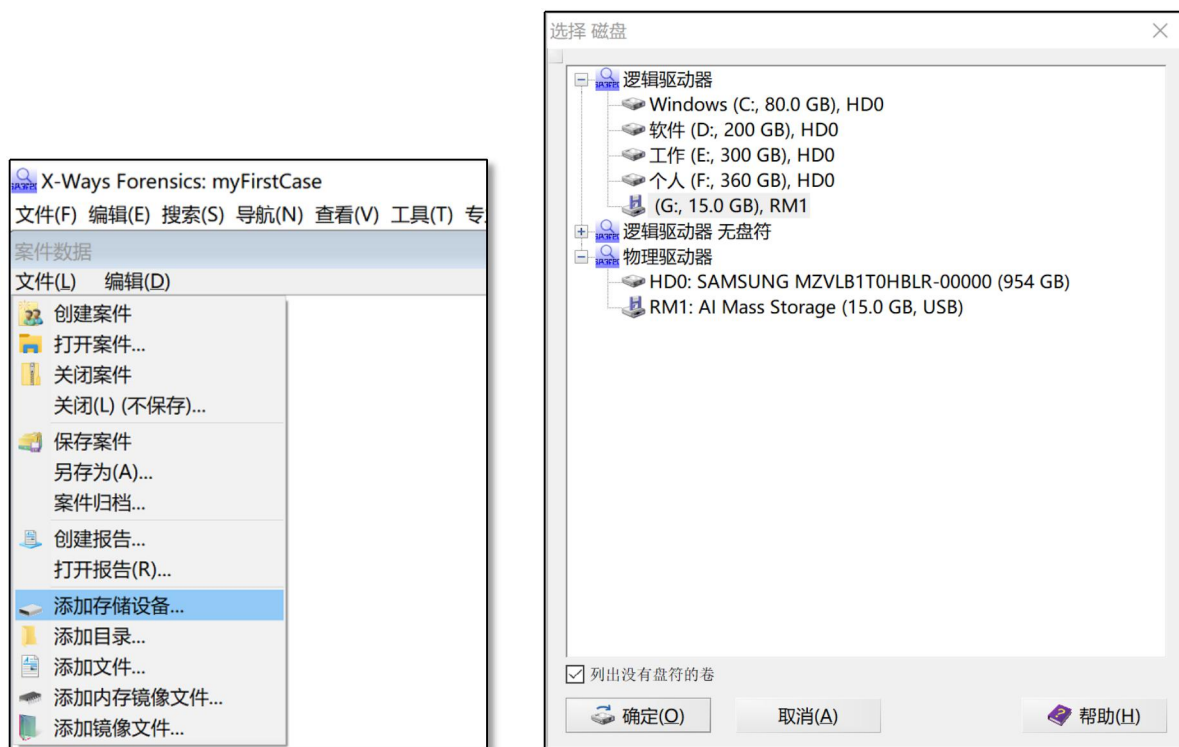 X-Ways Forensics: myFirstCase
文件(F) 编辑(E) 搜索(S) 导航(N) 查看(V) 工具(T) 专
案件数据
文件(L) 编辑(D)
创建案件
打开案件...
关闭案件
关闭(L) (不保存)...
保存案件
另存为(A)...
案件归档...
创建报告...
打开报告(R)...
添加存储设备...
添加目录...
添加文件...
添加内存镜像文件...
添加镜像文件...
选择 磁盘
逻辑驱动器
Windows (C:, 80.0 GB), HD0
软件 (D:, 200 GB), HD0
工作 (E:, 300 GB), HD0
个人 (F:, 360 GB), HD0
(G:, 15.0 GB), RM1
逻辑驱动器 无盘符
物理驱动器
HD0: SAMSUNG MZVLB1T0HBLR-00000 (954 GB)
RM1: AI Mass Storage (15.0 GB, USB)
列出没有盘符的卷
确定(O) 取消(A) 帮助(H)